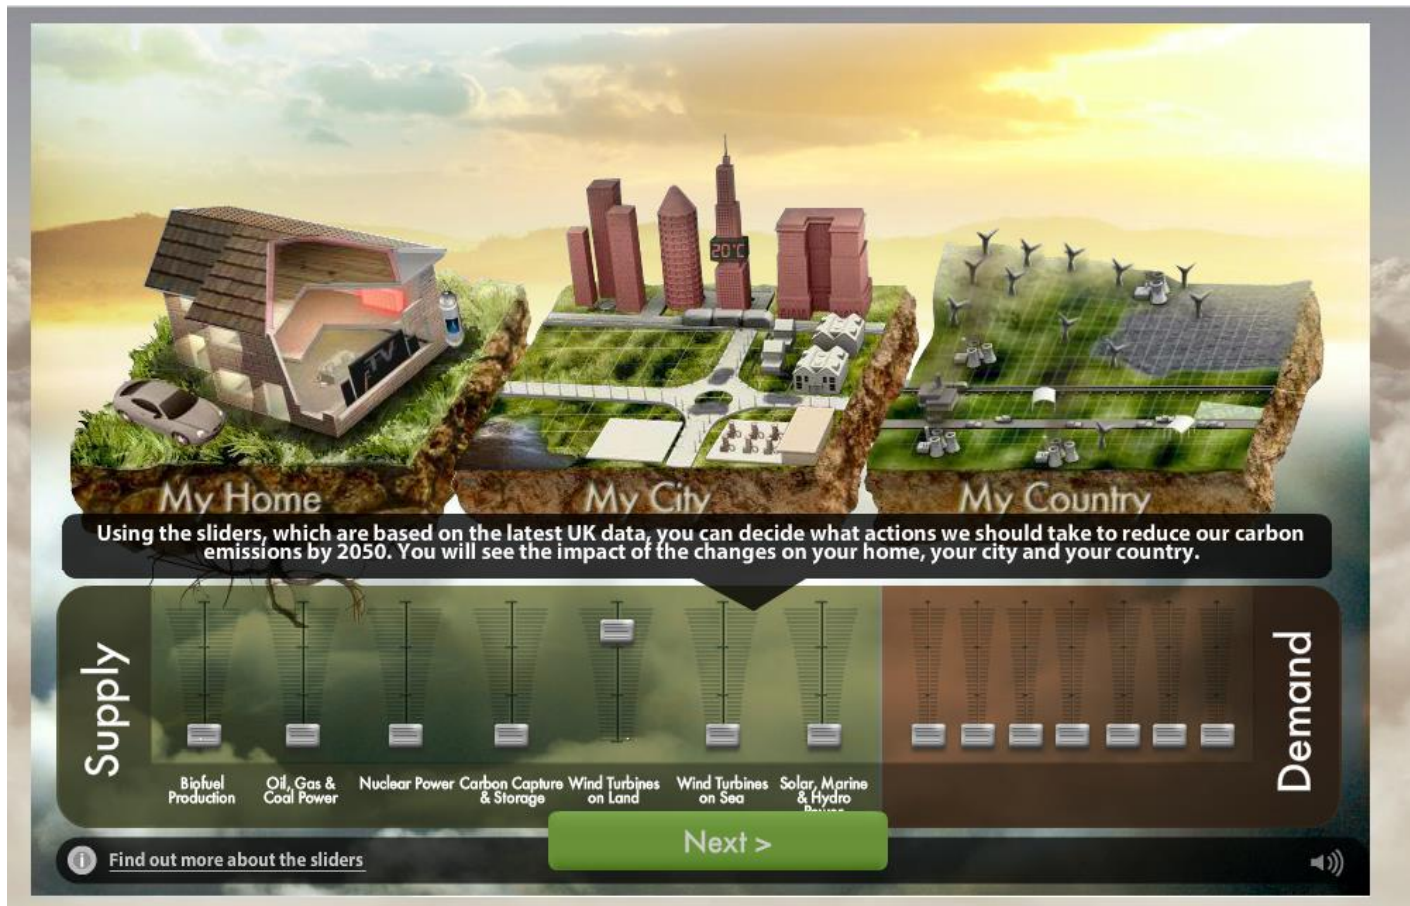 20°C
TV
My Home
My City
My Country
Using the sliders, which are based on the latest UK data, you can decide what actions we should take to reduce our carbon
emissions by 2050. You will see the impact of the changes on your home, your city and your country.
Supply
Biofuel
Production
Oil, Gas &
Coal Power
Nuclear Power
Carbon Capture
& Storage
Wind Turbines
on Land
Wind Turbines
on Sea
Solar, Marine
& Hydro
Power
Demand
Next >
i
Find out more about the sliders